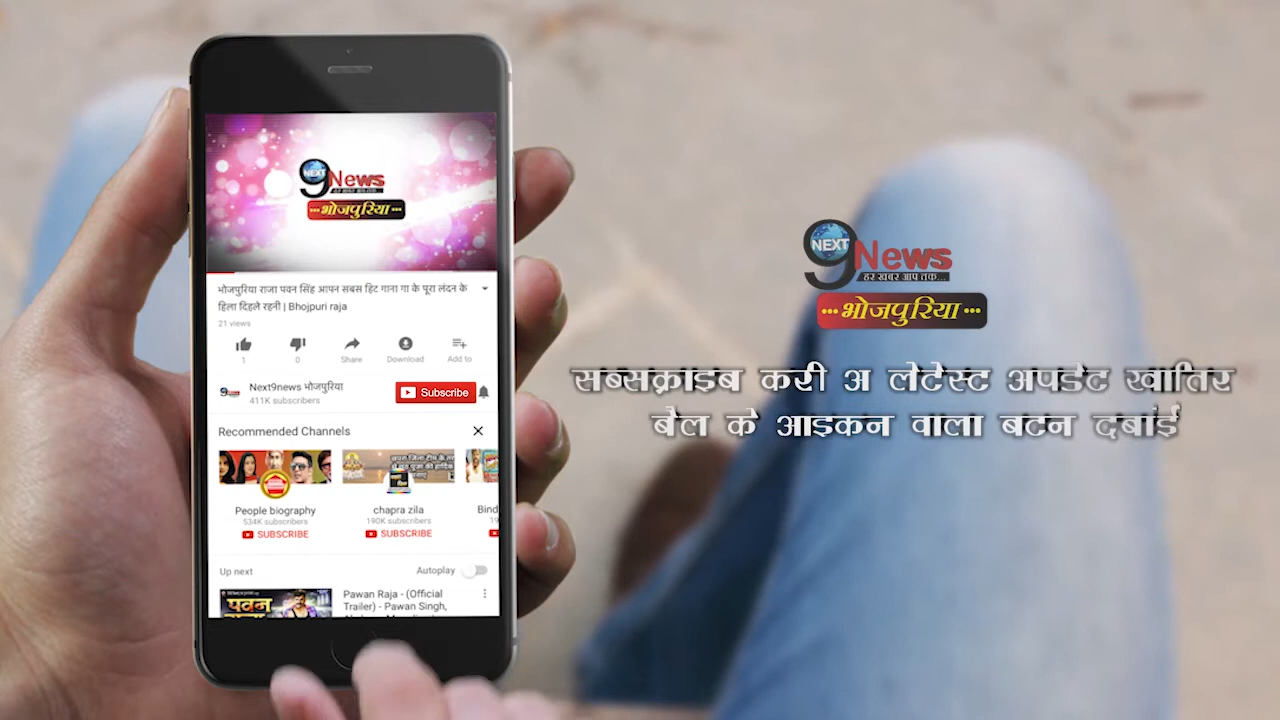 NEXT
9 News
हर खबर आप तक...
भोजपुरिया
भोजपुरिया राजा पवन सिंह आपन सबस हिट गाना गा के पूरा लंदन के
हिला दिहले रहनी | Bhojpuri raja
21 views
1
0
Share
Download
Add to
Next9news भोजपुरिया
411K subscribers
Subscribe
Recommended Channels
People biography
534K subscribers
SUBSCRIBE
chapra zila
190K subscribers
SUBSCRIBE
Bind
19
Up next
Autoplay
पवन
Pawan Raja - (Official
Trailer) - Pawan Singh,
NEXT
9 News
हर खबर आप तक...
भोजपुरिया
सब्सक्राइब करी अ लेटेस्ट अपडेट खातिर
बेल के आइकन वाला बटन दबाई